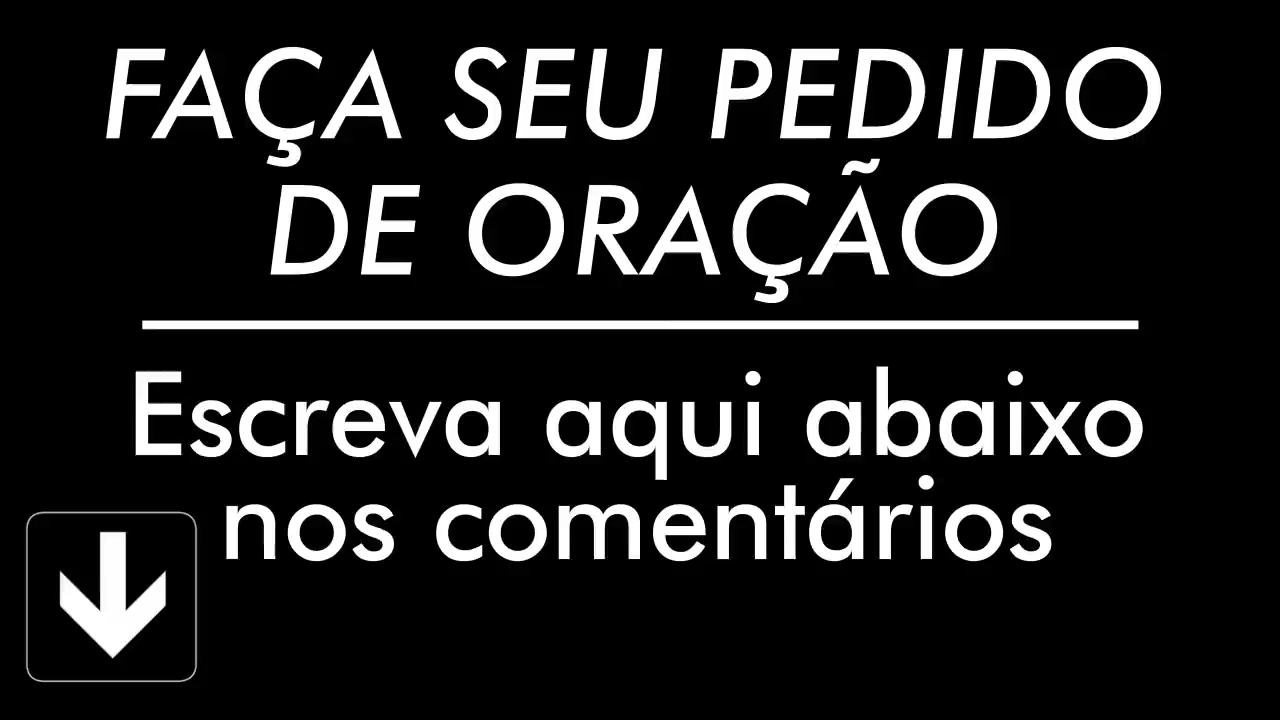 FAÇA SEU PEDIDO
DE ORAÇÃO
Escreva aqui abaixo
nos comentários